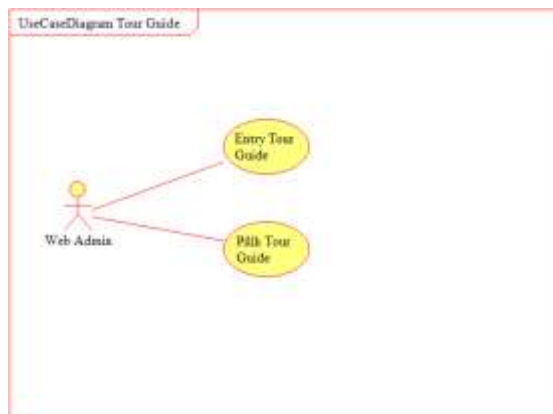 UseCaseDiagram Tour Guide
Entry Tour
Guide
Web Admin
Pilih Tour
Guide